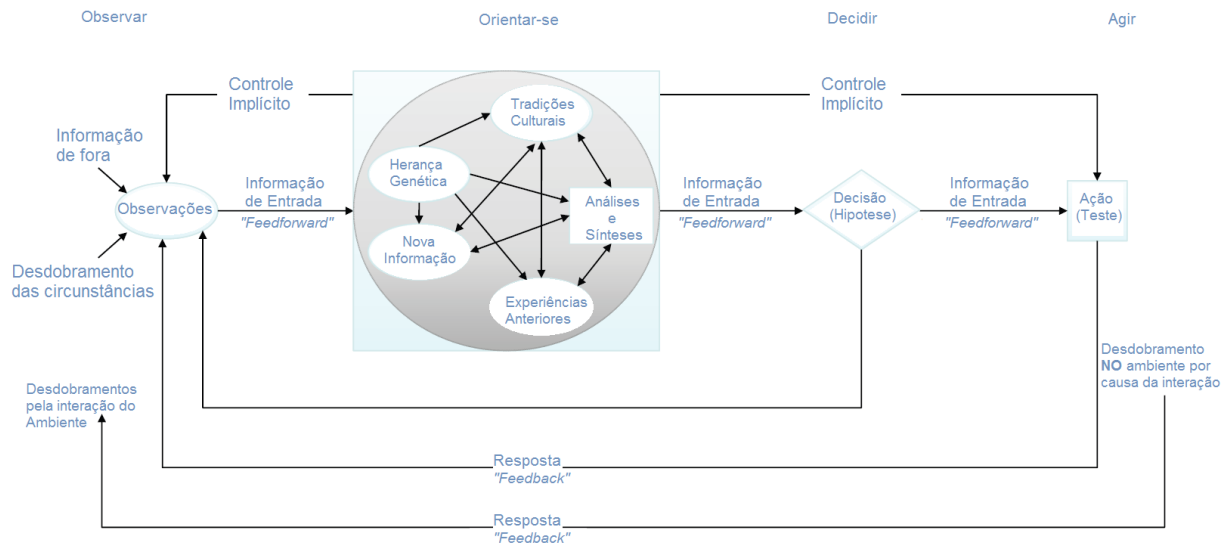 Observar
Orientar-se
Decidir
Agir
Controle
Implícito
Controle
Implícito
Tradições
Culturais
Informação
de fora
Herança
Genética
Informação
de Entrada
"Feedforward"
Observações
Análises
e
Sínteses
Informação
de Entrada
"Feedforward"
Decisão
(Hipotese)
Informação
de Entrada
"Feedforward"
Ação
(Teste)
Nova
Informação
Desdobramento
das circunstâncias
Experiências
Anteriores
Desdobramento
NO ambiente por
causa da interação
Desdobramentos
pela interação do
Ambiente
Resposta
"Feedback"
Resposta
"Feedback"